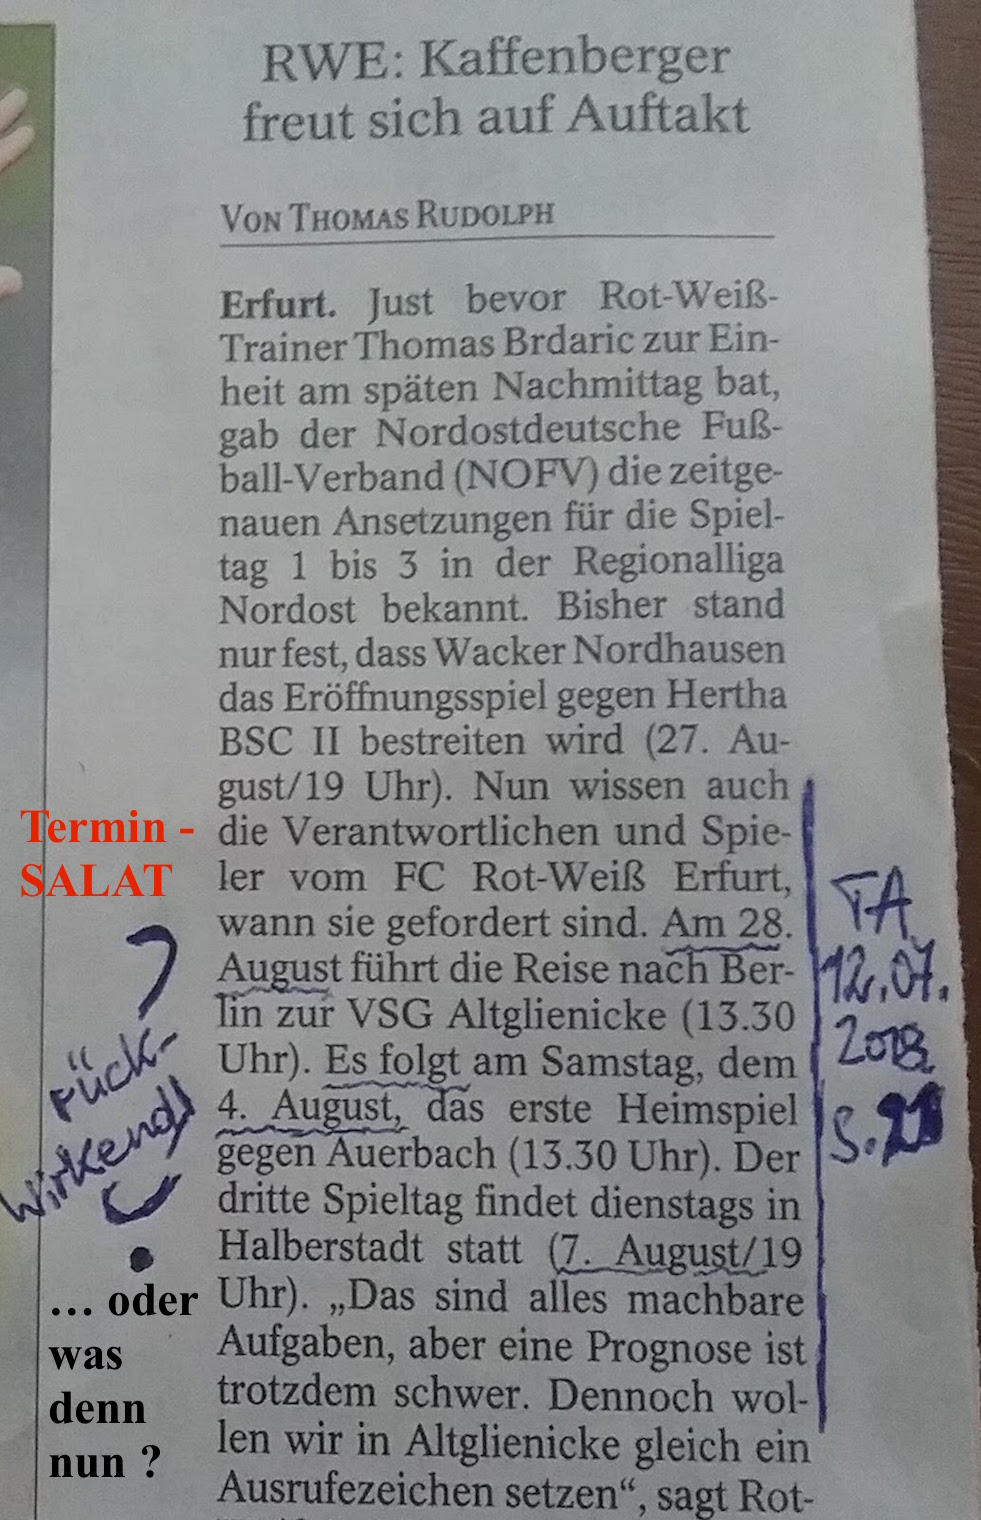 RWE: Kaffenberger
freut sich auf Auftakt
VON THOMAS RUDOLPH
Erfurt. Just bevor Rot-Weiß-
Trainer Thomas Brdaric zur Ein-
heit am späten Nachmittag bat,
gab der Nordostdeutsche Fuß-
ball-Verband (NOFV) die zeitge-
nauen Ansetzungen für die Spiel-
tag 1 bis 3 in der Regionalliga
Nordost bekannt. Bisher stand
nur fest, dass Wacker Nordhausen
das Eröffnungsspiel gegen Hertha
BSC II bestreiten wird (27. Au-
gust/19 Uhr). Nun wissen auch
die Verantwortlichen und Spie-
ler vom FC Rot-Weiß Erfurt,
wann sie gefordert sind. Am 28.
August führt die Reise nach Ber-
lin zur VSG Altglienicke (13.30
Uhr). Es folgt am Samstag, dem
4. August, das erste Heimspiel
gegen Auerbach (13.30 Uhr). Der
dritte Spieltag findet dienstags in
Halberstadt statt (7. August/19
Uhr). „Das sind alles machbare
Aufgaben, aber eine Prognose ist
trotzdem schwer. Dennoch wol-
len wir in Altglienicke gleich ein
Ausrufezeichen setzen“, sagt Rot-
Termin -
SALAT
?
rück-
wirkend
?
... oder
was
denn
nun ?
TA
12.07.
2018
S.